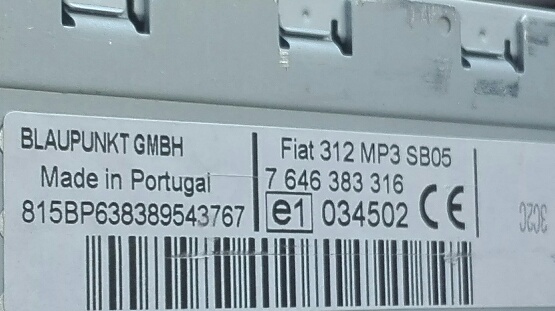 BLAUPUNKT GMBH
Made in Portugal
815BP638389543767
Fiat 312 MP3 SB05
7 646 383 316
e1 034502 CE